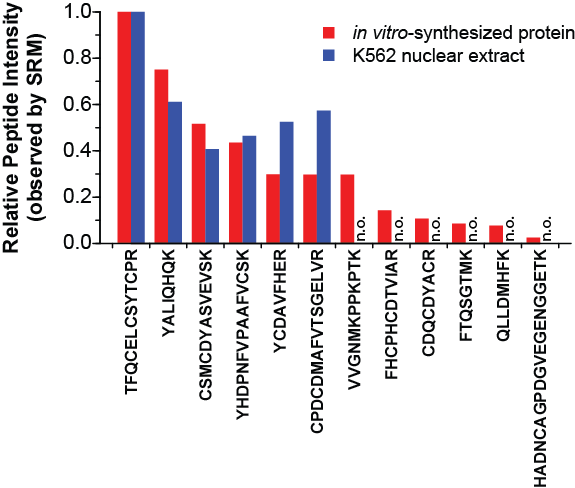 Relative Peptide Intensity
(observed by SRM)
1.0
0.8
0.6
0.4
0.2
0.0
in vitro-synthesized protein
K562 nuclear extract
n.o.
n.o.
n.o.
n.o.
n.o.
n.o.
TFQCELCSYTCPR
YALIQHQK
CSMCDYASVEVSK
YHDPNFVPAAFVCSK
YCDAVFHER
CPDCDMAFVTSGELVR
VVGNMKPPKPTK
FHCPHCDTVIAR
CDQCDYACR
FTQSGTMK
QLLDMHFK
HADNCAGPDGVEGENGGETK